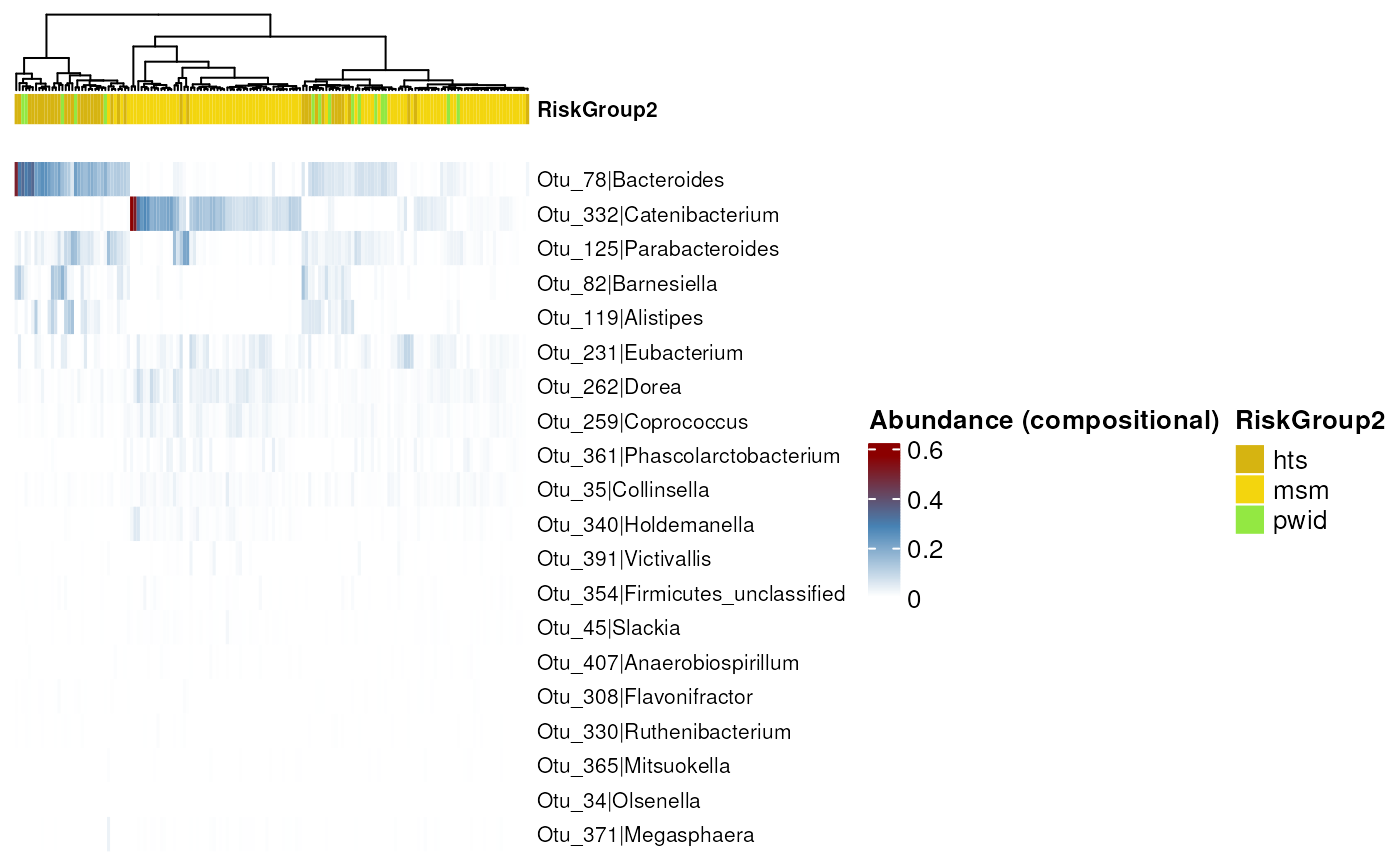 RiskGroup2
Otu_78|Bacteroides
Otu_332|Catenibacterium
Otu_125|Parabacteroides
Otu_82|Barnesiella
Otu_119|Alistipes
Otu_231|Eubacterium
Otu_262|Dorea
Otu_259|Coprococcus
Otu_361|Phascolarctobacterium
Otu_35|Collinsella
Otu_340|Holdemanella
Otu_391|Victivallis
Otu_354|Firmicutes_unclassified
Otu_45|Slackia
Otu_407|Anaerobiospirillum
Otu_308|Flavonifractor
Otu_330|Ruthenibacterium
Otu_365|Mitsuokella
Otu_34|Olsenella
Otu_371|Megasphaera
Abundance (compositional)
0.6
0.4
0.2
0
RiskGroup2
hts
msm
pwid